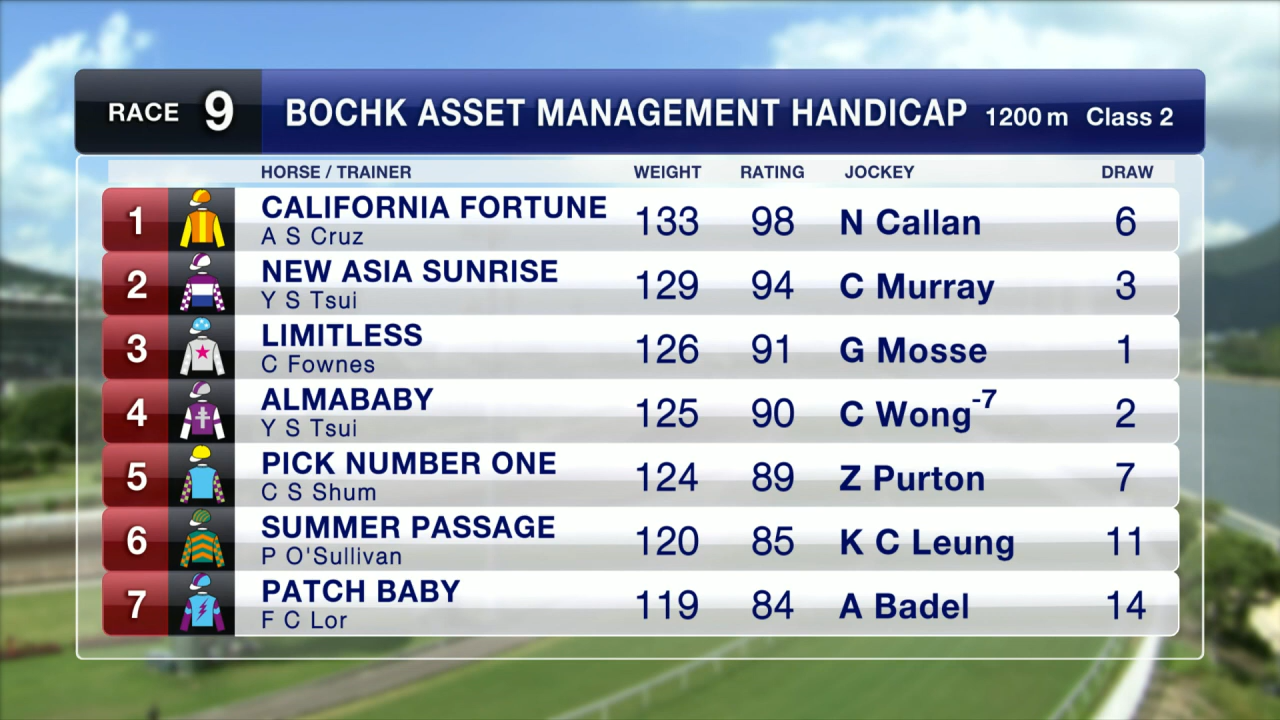 RACE 9 BOCHK ASSET MANAGEMENT HANDICAP 1200 m Class 2
HORSE / TRAINER WEIGHT RATING JOCKEY DRAW
1 CALIFORNIA FORTUNE 133 98 N Callan 6
A S Cruz
2 NEW ASIA SUNRISE 129 94 C Murray 3
Y S Tsui
3 LIMITLESS 126 91 G Mosse 1
C Fownes
4 ALMABABY 125 90 C Wong-7 2
Y S Tsui
5 PICK NUMBER ONE 124 89 Z Purton 7
C S Shum
6 SUMMER PASSAGE 120 85 K C Leung 11
P O'Sullivan
7 PATCH BABY 119 84 A Badel 14
F C Lor